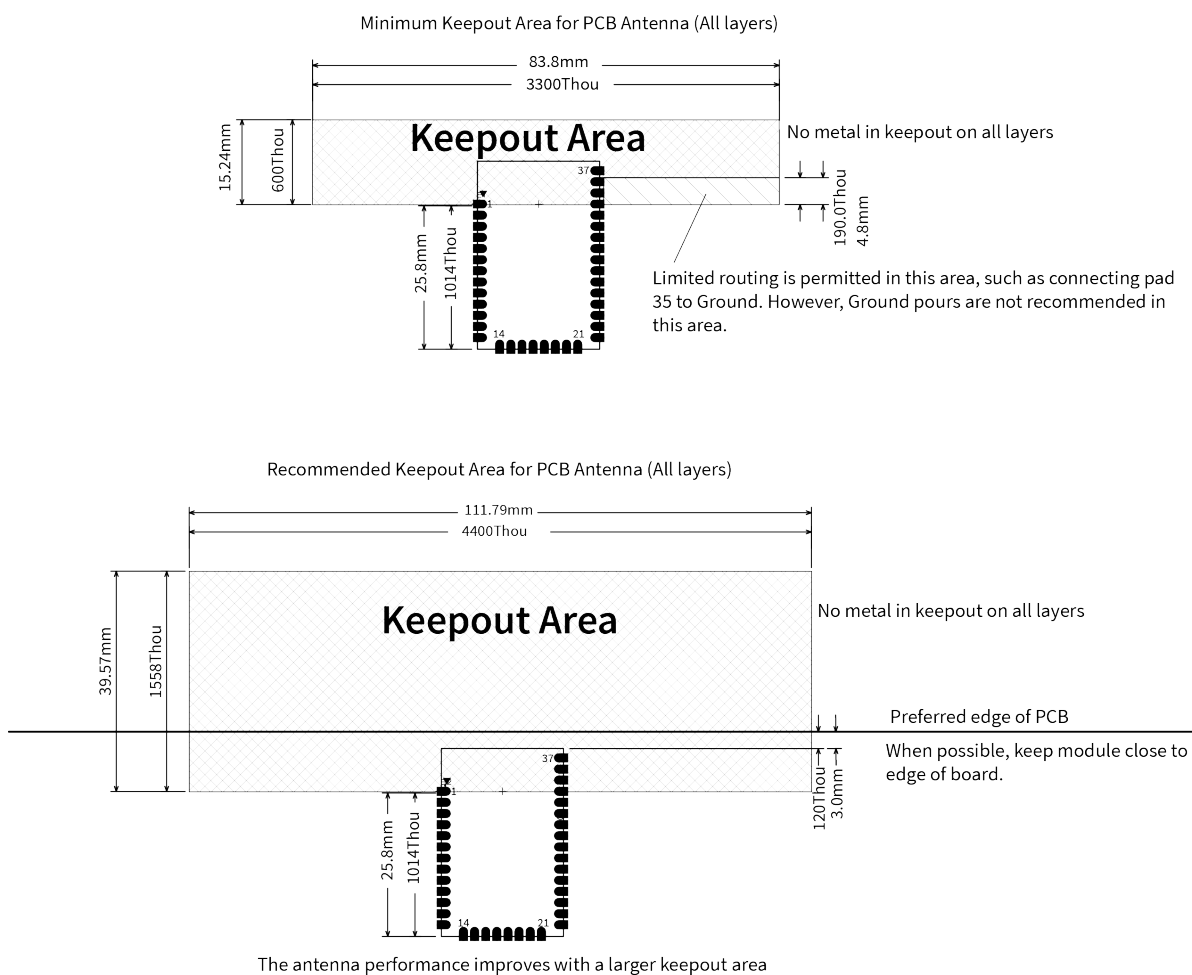 Minimum Keepout Area for PCB Antenna (All layers)
83.8mm
3300Thou
Keepout Area
No metal in keepout on all layers
15.24mm
600Thou
37
1
190.0Thou
4.8mm
25.8mm
1014Thou
Limited routing is permitted in this area, such as connecting pad
35 to Ground. However, Ground pours are not recommended in
this area.
14
21
Recommended Keepout Area for PCB Antenna (All layers)
111.79mm
4400Thou
Keepout Area
No metal in keepout on all layers
39.57mm
1558Thou
Preferred edge of PCB
When possible, keep module close to
edge of board.
37
1
120Thou
3.0mm
25.8mm
1014Thou
14
21
The antenna performance improves with a larger keepout area